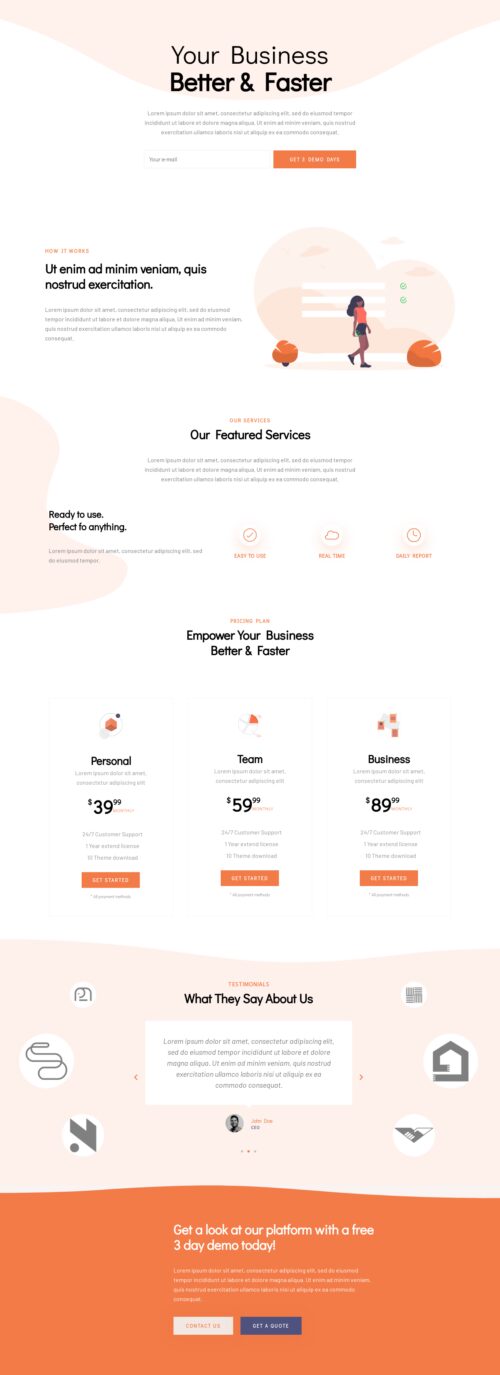 Your Business
Better & Faster
Lorem ipsum dolor sit amet, consectetur adipiscing elit, sed do eiusmod tempor
incididunt ut labore et dolore magna aliqua. Ut enim ad minim veniam, quis nostrud
exercitation ullamco laboris nisi ut aliquip ex ea commodo consequat.
Your e-mail
GET 3 DEMO DAYS
HOW IT WORKS
Ut enim ad minim veniam, quis
nostrud exercitation.
Lorem ipsum dolor sit amet, consectetur adipiscing elit, sed do eiusmod
tempor incididunt ut labore et dolore magna aliqua. Ut enim ad minim veniam,
quis nostrud exercitation ullamco laboris nisi ut aliquip ex ea commodo
consequat.
OUR SERVICES
Our Featured Services
Lorem ipsum dolor sit amet, consectetur adipiscing elit, sed do eiusmod tempor
incididunt ut labore et dolore magna aliqua. Ut enim ad minim veniam, quis nostrud
exercitation ullamco laboris nisi ut aliquip ex ea commodo consequat.
Ready to use.
Perfect fo anything.
Lorem ipsum dolor sit amet, consectetur adipiscing elit, sed
do eiusmod tempor.
EASY TO USE
REAL TIME
DAILY REPORT
PRICING PLAN
Empower Your Business
Better & Faster
Personal
Lorem ipsum dolor sit amet,
consectetur adipiscing elit
$39.99
MONTHLY
24/7 Customer Support
1 Year extend license
10 Theme download
GET STARTED
* All payment methods
Team
Lorem ipsum dolor sit amet,
consectetur adipiscing elit
$59.99
MONTHLY
24/7 Customer Support
1 Year extend license
10 Theme download
GET STARTED
* All payment methods
Business
Lorem ipsum dolor sit amet,
consectetur adipiscing elit
$89.99
MONTHLY
24/7 Customer Support
1 Year extend license
10 Theme download
GET STARTED
* All payment methods
TESTIMONIALS
What They Say About Us
Lorem ipsum dolor sit amet, consectetur adipiscing elit,
sed do eiusmod tempor incididunt ut labore et dolore
magna aliqua. Ut enim ad minim veniam, quis nostrud
exercitation ullamco laboris nisi ut aliquip ex ea
commodo consequat.
John Doe
CEO
Get a look at our platform with a free
3 day demo today!
Lorem ipsum dolor sit amet, consectetur adipiscing elit, sed do eiusmod
tempor incididunt ut labore et dolore magna aliqua. Ut enim ad minim veniam,
quis nostrud exercitation ullamco laboris nisi ut aliquip ex ea commodo
consequat.
CONTACT US
GET A QUOTE